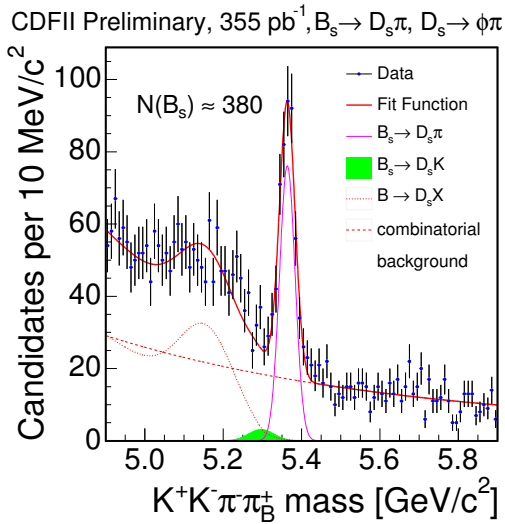 CDFII Preliminary, 355 pb⁻¹, Bₛ→ Dₛπ, Dₛ→ φπ
Candidates per 10 MeV/c²
100
80
60
40
20
0
N(Bₛ) ≈ 380
Data
Fit Function
Bₛ→ Dₛπ
Bₛ→ DₛK
B → DₛX
combinatorial
background
5.0 5.2 5.4 5.6 5.8
K⁺K⁻π⁻π⁺_B mass [GeV/c²]